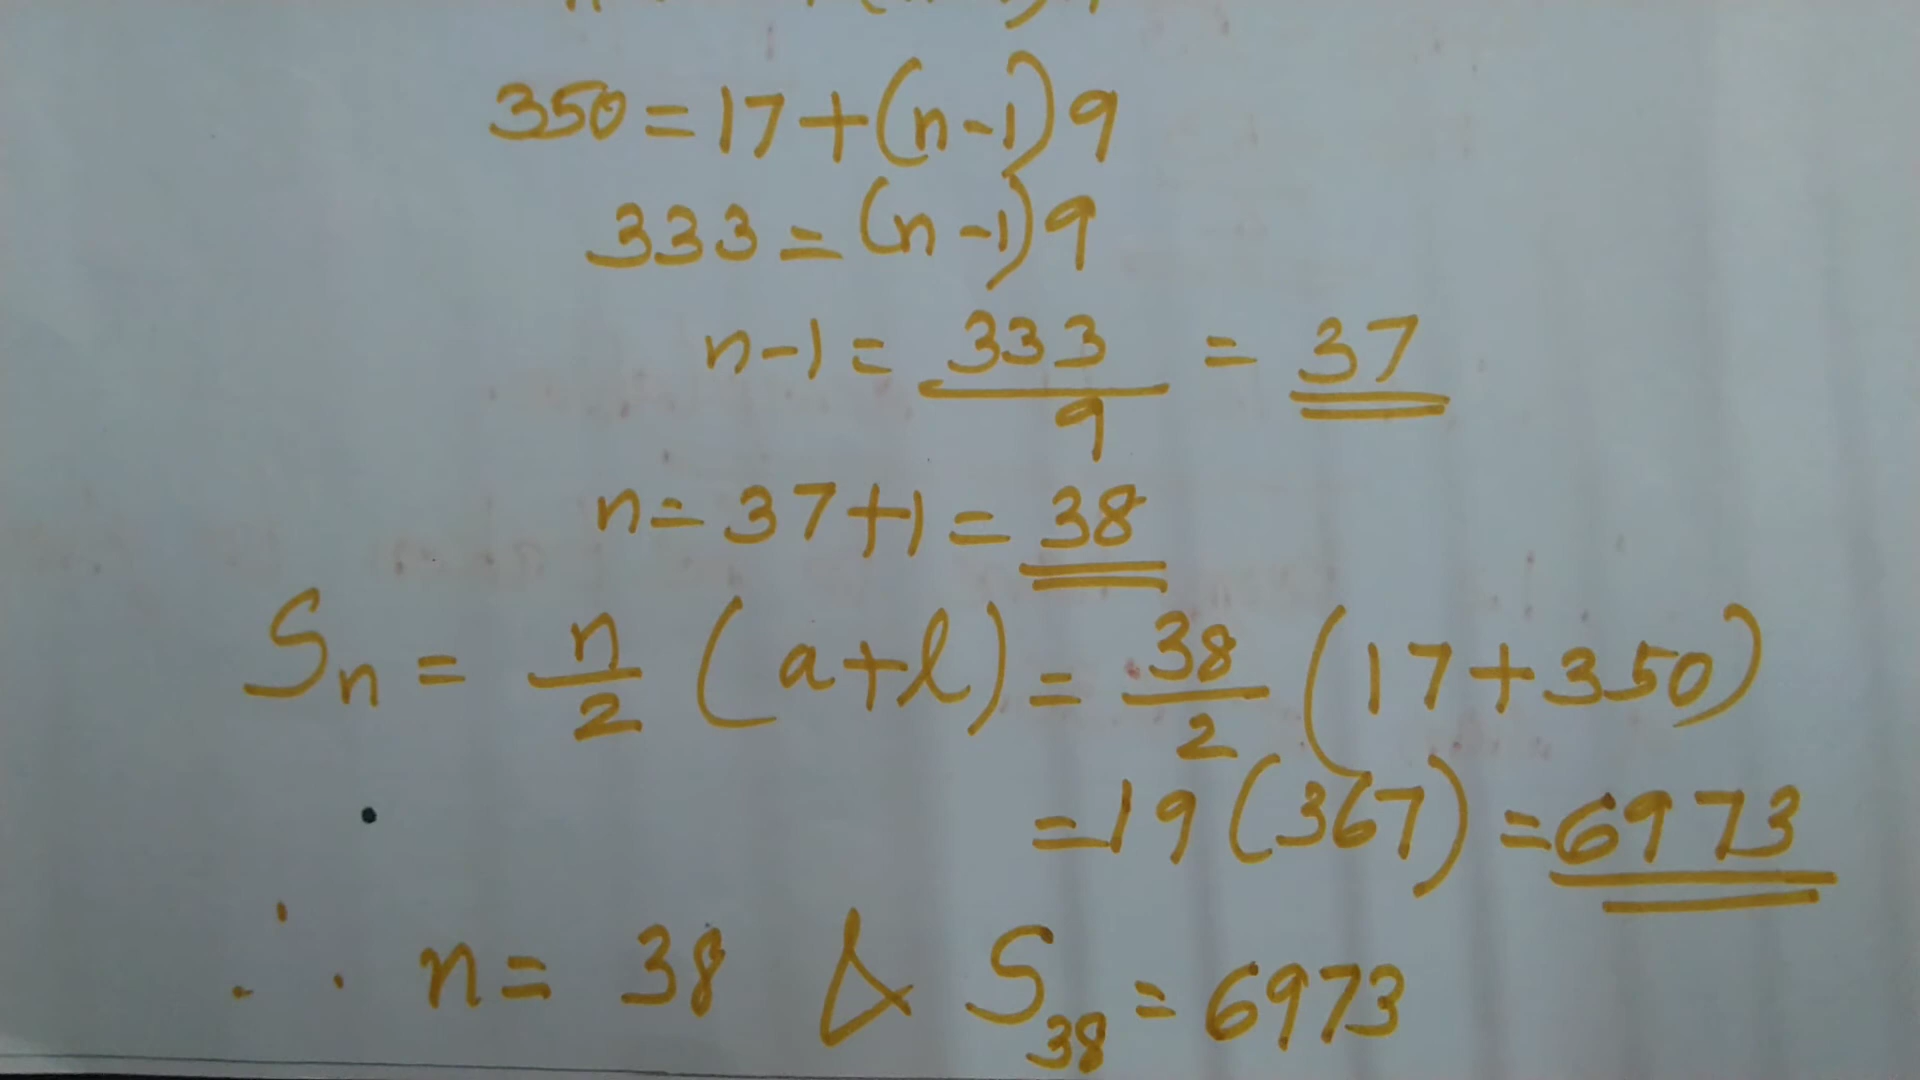 350 = 17 + (n-1) 9
333 = (n-1) 9
n-1 = 333/9 = 37
n = 37+1 = 38
Sn = n/2 (a+l) = 38/2 (17+350)
= 19 (367) = 6973
∴ n = 38 & S38 = 6973